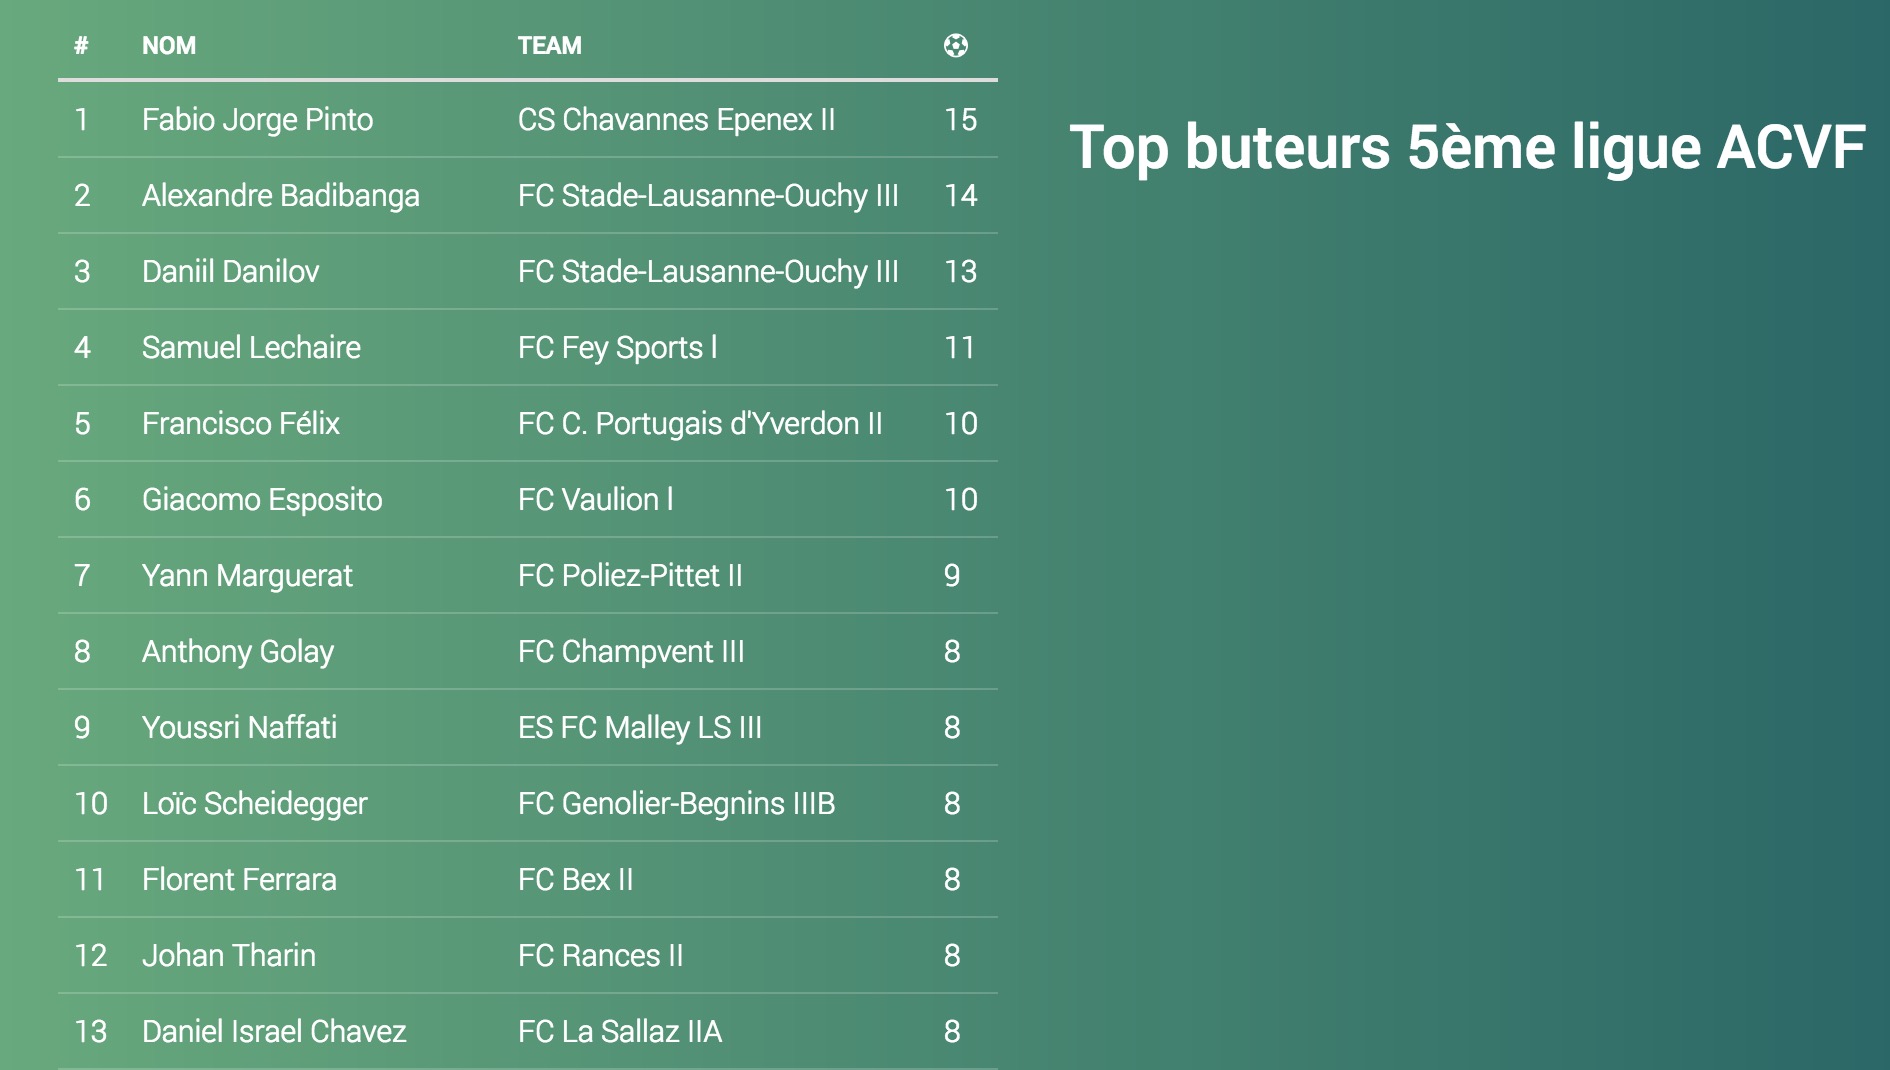 # NOM TEAM
1 Fabio Jorge Pinto CS Chavannes Epenex II 15
2 Alexandre Badibanga FC Stade-Lausanne-Ouchy III 14
3 Daniil Danilov FC Stade-Lausanne-Ouchy III 13
4 Samuel Lechaire FC Fey Sports l 11
5 Francisco Félix FC C. Portugais d'Yverdon II 10
6 Giacomo Esposito FC Vaulion l 10
7 Yann Marguerat FC Poliez-Pittet II 9
8 Anthony Golay FC Champvent III 8
9 Youssri Naffati ES FC Malley LS III 8
10 Loïc Scheidegger FC Genolier-Begnins IIIB 8
11 Florent Ferrara FC Bex II 8
12 Johan Tharin FC Rances II 8
13 Daniel Israel Chavez FC La Sallaz IIA 8
Top buteurs 5ème ligue ACVF